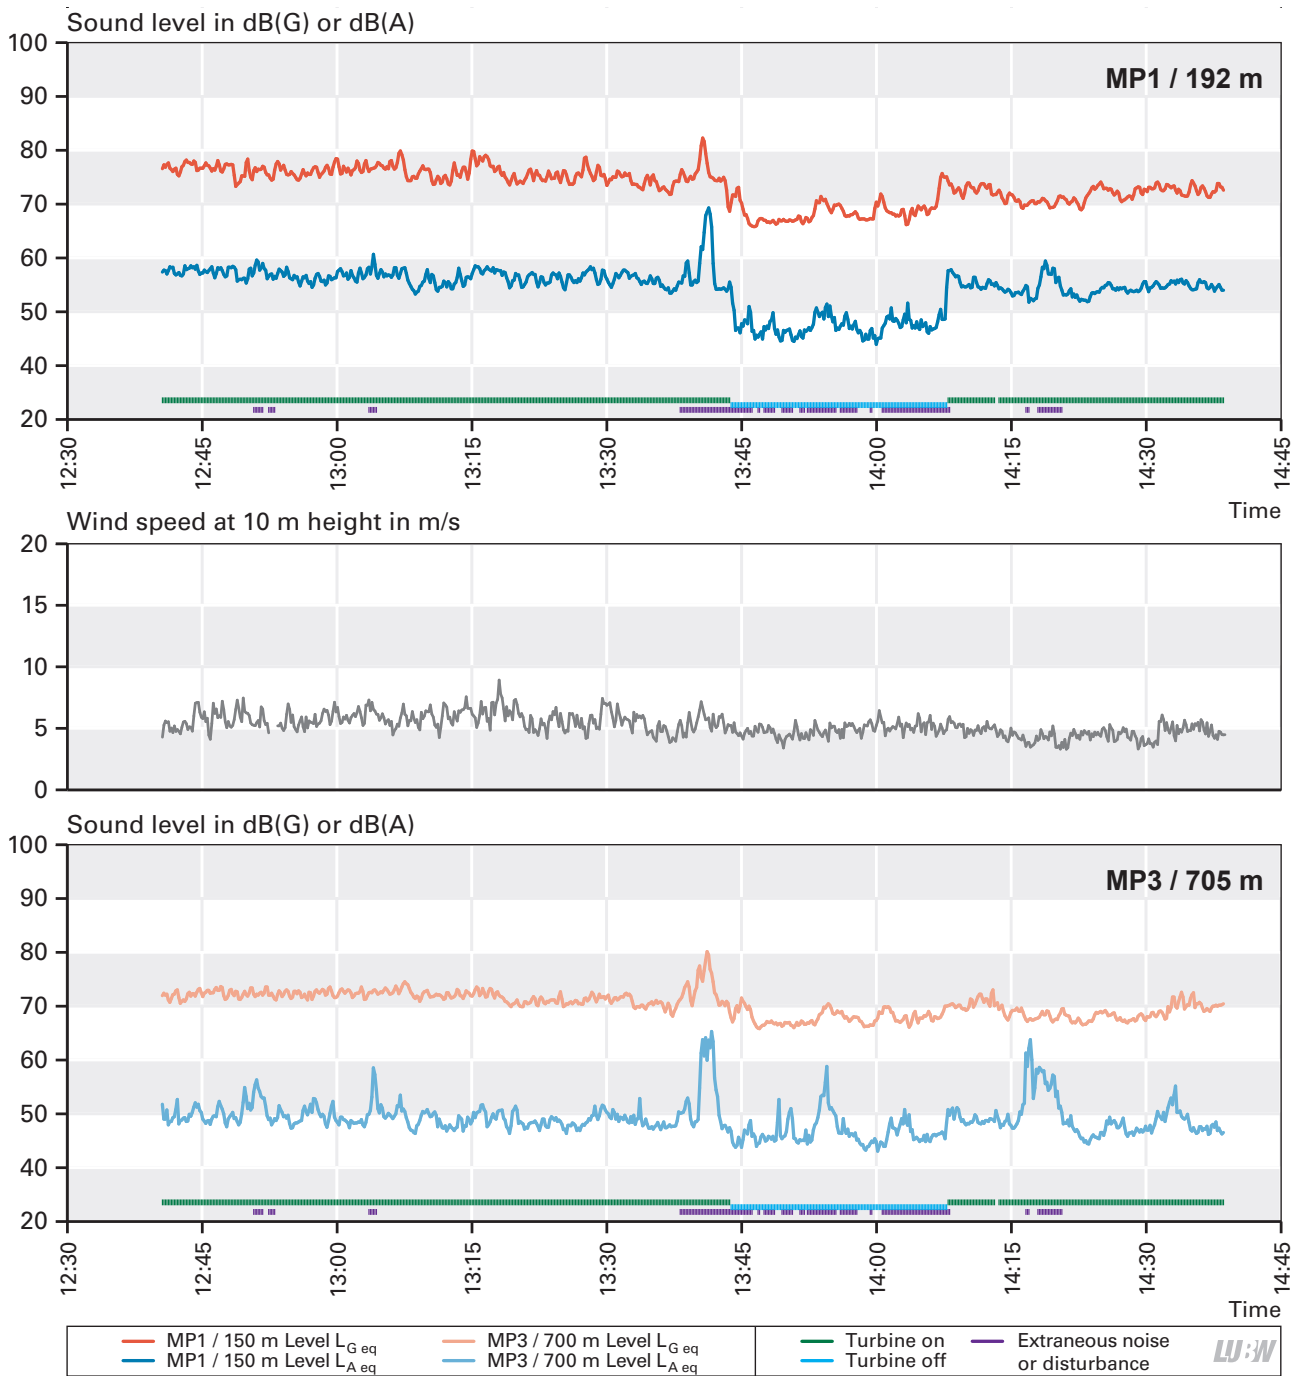 Sound level in dB(G) or dB(A)
MP1 / 192 m
100
90
80
70
60
50
40
20
12:30 12:45 13:00 13:15 13:30 13:45 14:00 14:15 14:30 14:45
Time
Wind speed at 10 m height in m/s
20
15
10
5
0
Sound level in dB(G) or dB(A)
MP3 / 705 m
100
90
80
70
60
50
40
20
12:30 12:45 13:00 13:15 13:30 13:45 14:00 14:15 14:30 14:45
Time
MP1 / 150 m Level L G eq
MP1 / 150 m Level L A eq
MP3 / 700 m Level L G eq
MP3 / 700 m Level L A eq
Turbine on
Turbine off
Extraneous noise
or disturbance
LUBW